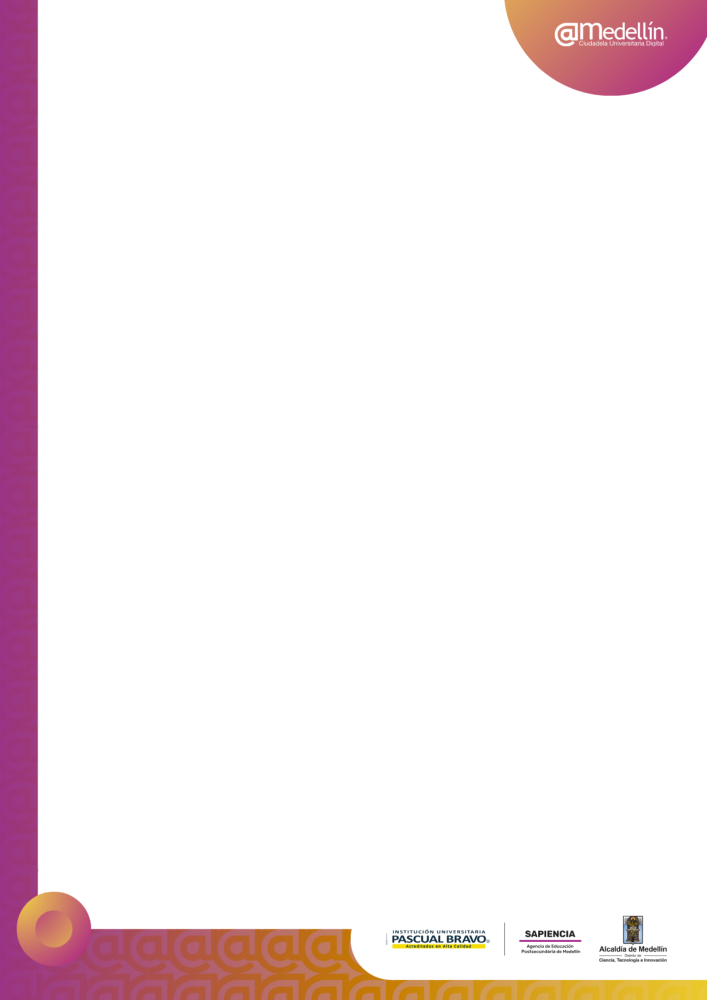 @Medellín®
Ciudadela Universitaria Digital
INSTITUCIÓN UNIVERSITARIA
PASCUAL BRAVO®
Acreditados en Alta Calidad
SAPIENCIA
Agencia de Educación
Postsecundaria de Medellín
Alcaldía de Medellín
Distrito de
Ciencia, Tecnología e Innovación